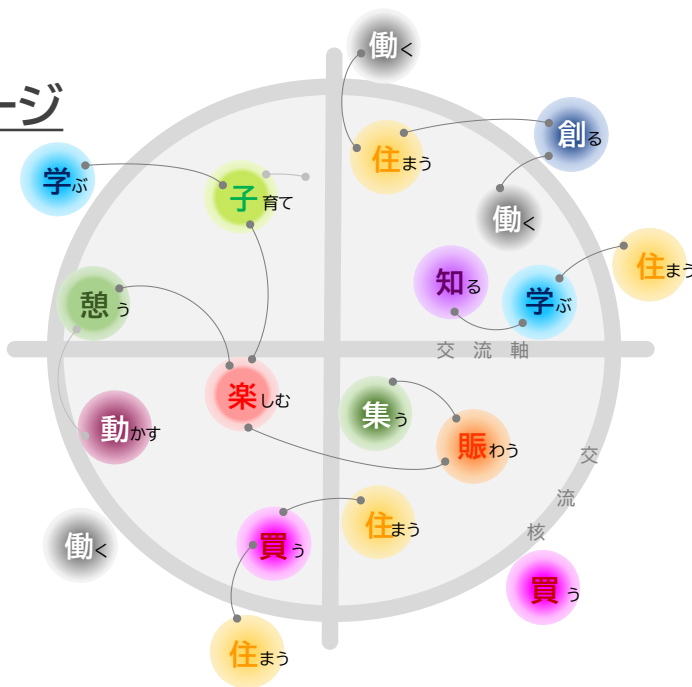 ージ
働く
住まう
創る
学ぶ
子育て
働く
住まう
知る
学ぶ
憩う
交流軸
楽しむ
集う
動かす
賑わう
交流核
住まう
働く
買う
買う
住まう